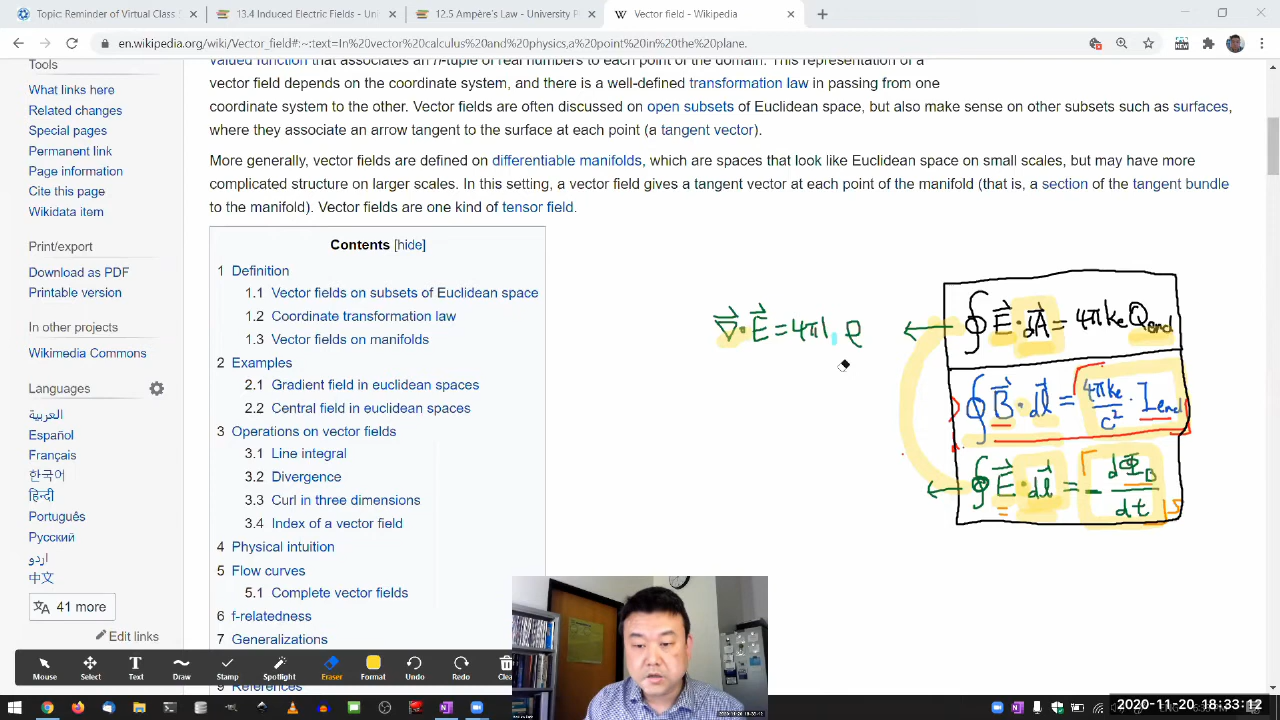 Topic Reminder of Virtual Class
13.4 Induced Electric Fields - Uni
12.5 Ampère's Law - University P
Vector field - Wikipedia
en.wikipedia.org/wiki/Vector_field#:~:text=In%20vector%20calculus%20and%20physics,a%20point%20in%20the%20plane.
Tools
What links here
Related changes
Special pages
Permanent link
Page information
Cite this page
Wikidata item
Print/export
Download as PDF
Printable version
In other projects
Wikimedia Commons
Languages
العربية
Español
Français
한국어
हिन्दी
Português
Русский
اردو
中文
41 more
Edit links
valued function that associates an n-tuple of real numbers to each point of the domain. This representation of a
vector field depends on the coordinate system, and there is a well-defined transformation law in passing from one
coordinate system to the other. Vector fields are often discussed on open subsets of Euclidean space, but also make sense on other subsets such as surfaces,
where they associate an arrow tangent to the surface at each point (a tangent vector).
More generally, vector fields are defined on differentiable manifolds, which are spaces that look like Euclidean space on small scales, but may have more
complicated structure on larger scales. In this setting, a vector field gives a tangent vector at each point of the manifold (that is, a section of the tangent bundle
to the manifold). Vector fields are one kind of tensor field.
Contents [hide]
1 Definition
1.1 Vector fields on subsets of Euclidean space
1.2 Coordinate transformation law
1.3 Vector fields on manifolds
2 Examples
2.1 Gradient field in euclidean spaces
2.2 Central field in euclidean spaces
3 Operations on vector fields
3.1 Line integral
3.2 Divergence
3.3 Curl in three dimensions
3.4 Index of a vector field
4 Physical intuition
5 Flow curves
5.1 Complete vector fields
6 f-relatedness
7 Generalizations
9 References
∇⃗·E⃗=4π ρ
∮E⃗·dA⃗=4πkeQencl
∮B⃗·dl⃗=4πke/c²·Iencl
∮E⃗·dl⃗=-dΦB/dt
Mouse
Select
Text
Draw
Stamp
Spotlight
Eraser
Format
Undo
Redo
Clea
2020-11-20 18:33:12